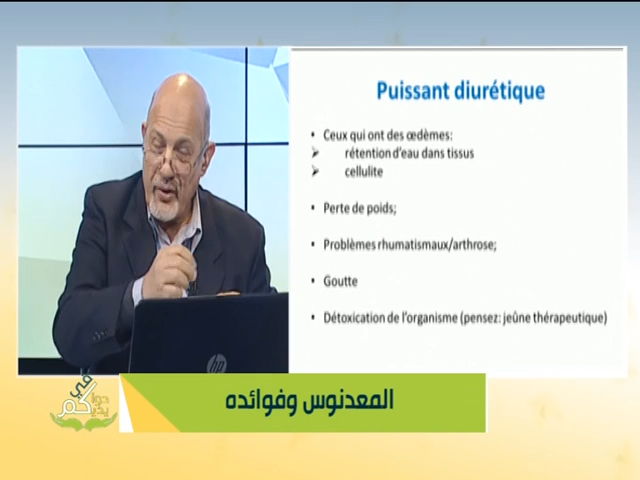 Puissant diurétique
• Ceux qui ont des œdèmes:
➢ rétention d'eau dans tissus
➢ cellulite
• Perte de poids;
• Problèmes rhumatismaux/arthrose;
• Goutte
• Détoxication de l'organisme (pensez: jeûne thérapeutique)
hp
المعدنوس وفوائده